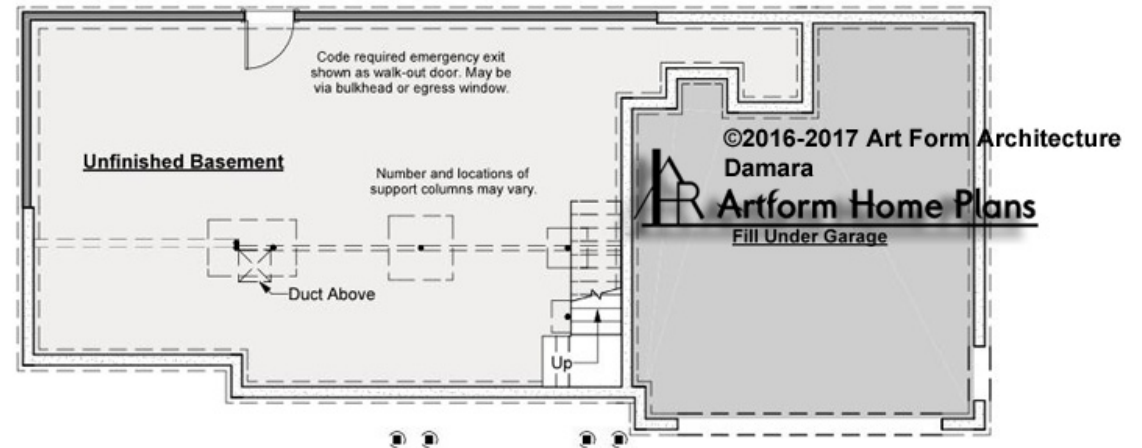 Code required emergency exit
shown as walk-out door. May be
via bulkhead or egress window.
©2016-2017 Art Form Architecture
Damara
Unfinished Basement
Number and locations of
support columns may vary.
AR Artform Home Plans
Fill Under Garage
Duct Above
Up